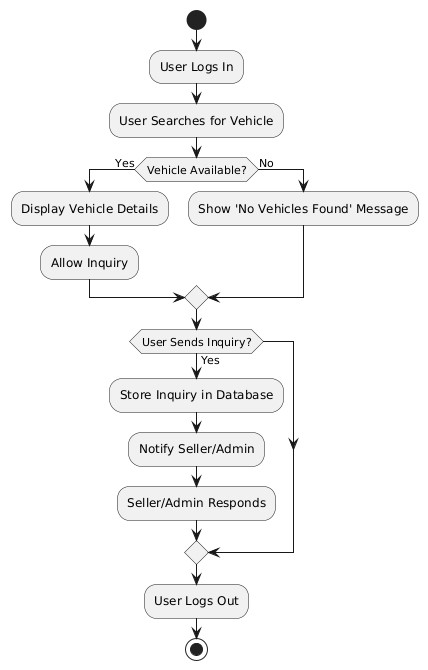 User Logs In
User Searches for Vehicle
Yes
Vehicle Available?
No
Display Vehicle Details
Show 'No Vehicles Found' Message
Allow Inquiry
User Sends Inquiry?
Yes
Store Inquiry in Database
Notify Seller/Admin
Seller/Admin Responds
User Logs Out